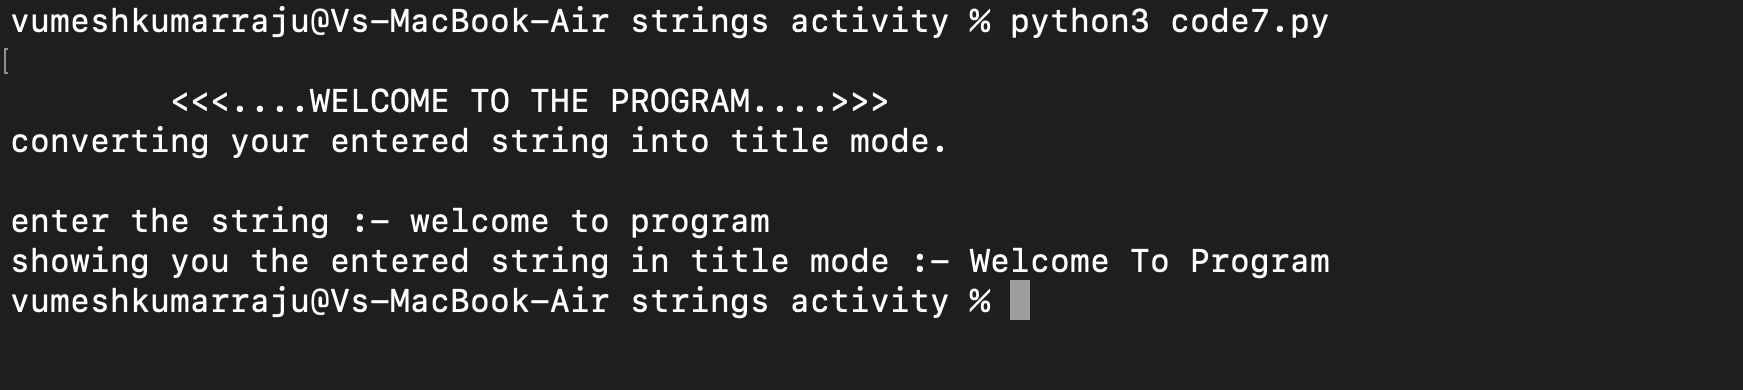 vumeshkumarraju@Vs-MacBook-Air strings activity % python3 code7.py
[
<<<....WELCOME TO THE PROGRAM....>>>
converting your entered string into title mode.
enter the string :- welcome to program
showing you the entered string in title mode :- Welcome To Program
vumeshkumarraju@Vs-MacBook-Air strings activity %